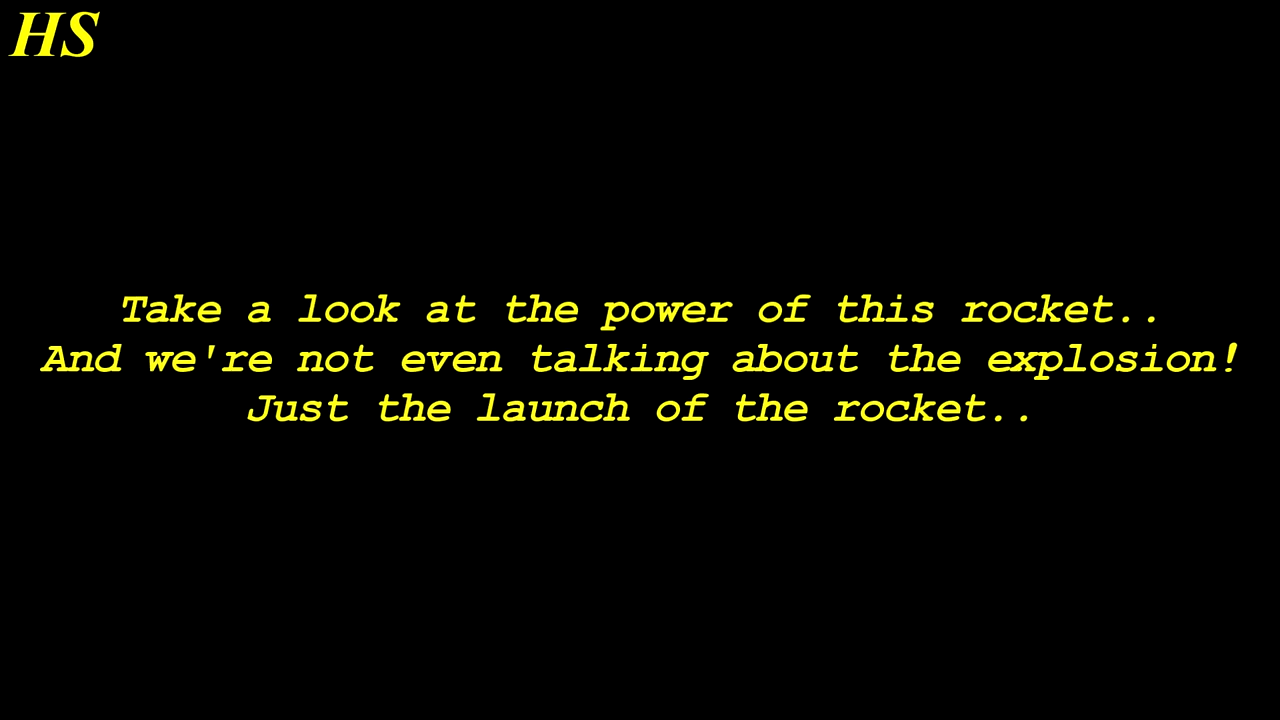 HS
Take a look at the power of this rocket..
And we're not even talking about the explosion!
Just the launch of the rocket..